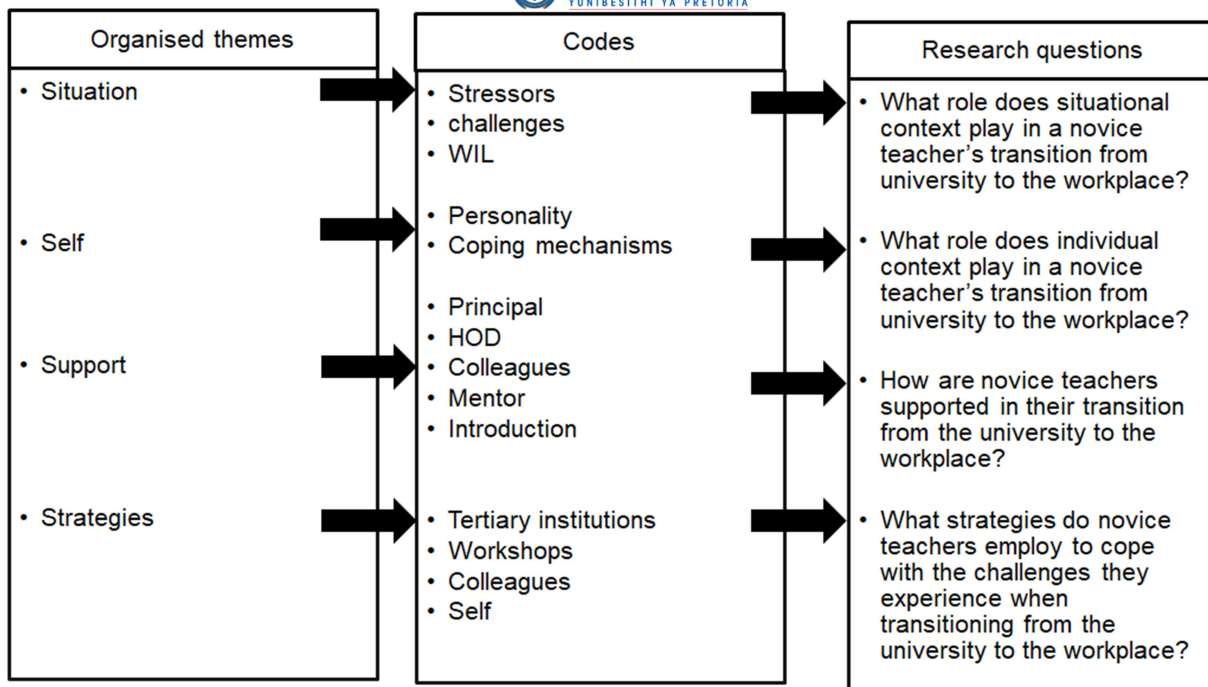 YUNIBESITHI YA PRETORIA
Organised themes
• Situation
• Self
• Support
• Strategies
Codes
• Stressors
• challenges
• WIL
• Personality
• Coping mechanisms
• Principal
• HOD
• Colleagues
• Mentor
• Introduction
• Tertiary institutions
• Workshops
• Colleagues
• Self
Research questions
• What role does situational
context play in a novice
teacher’s transition from
university to the workplace?
• What role does individual
context play in a novice
teacher’s transition from
university to the workplace?
• How are novice teachers
supported in their transition
from the university to the
workplace?
• What strategies do novice
teachers employ to cope
with the challenges they
experience when
transitioning from the
university to the workplace?